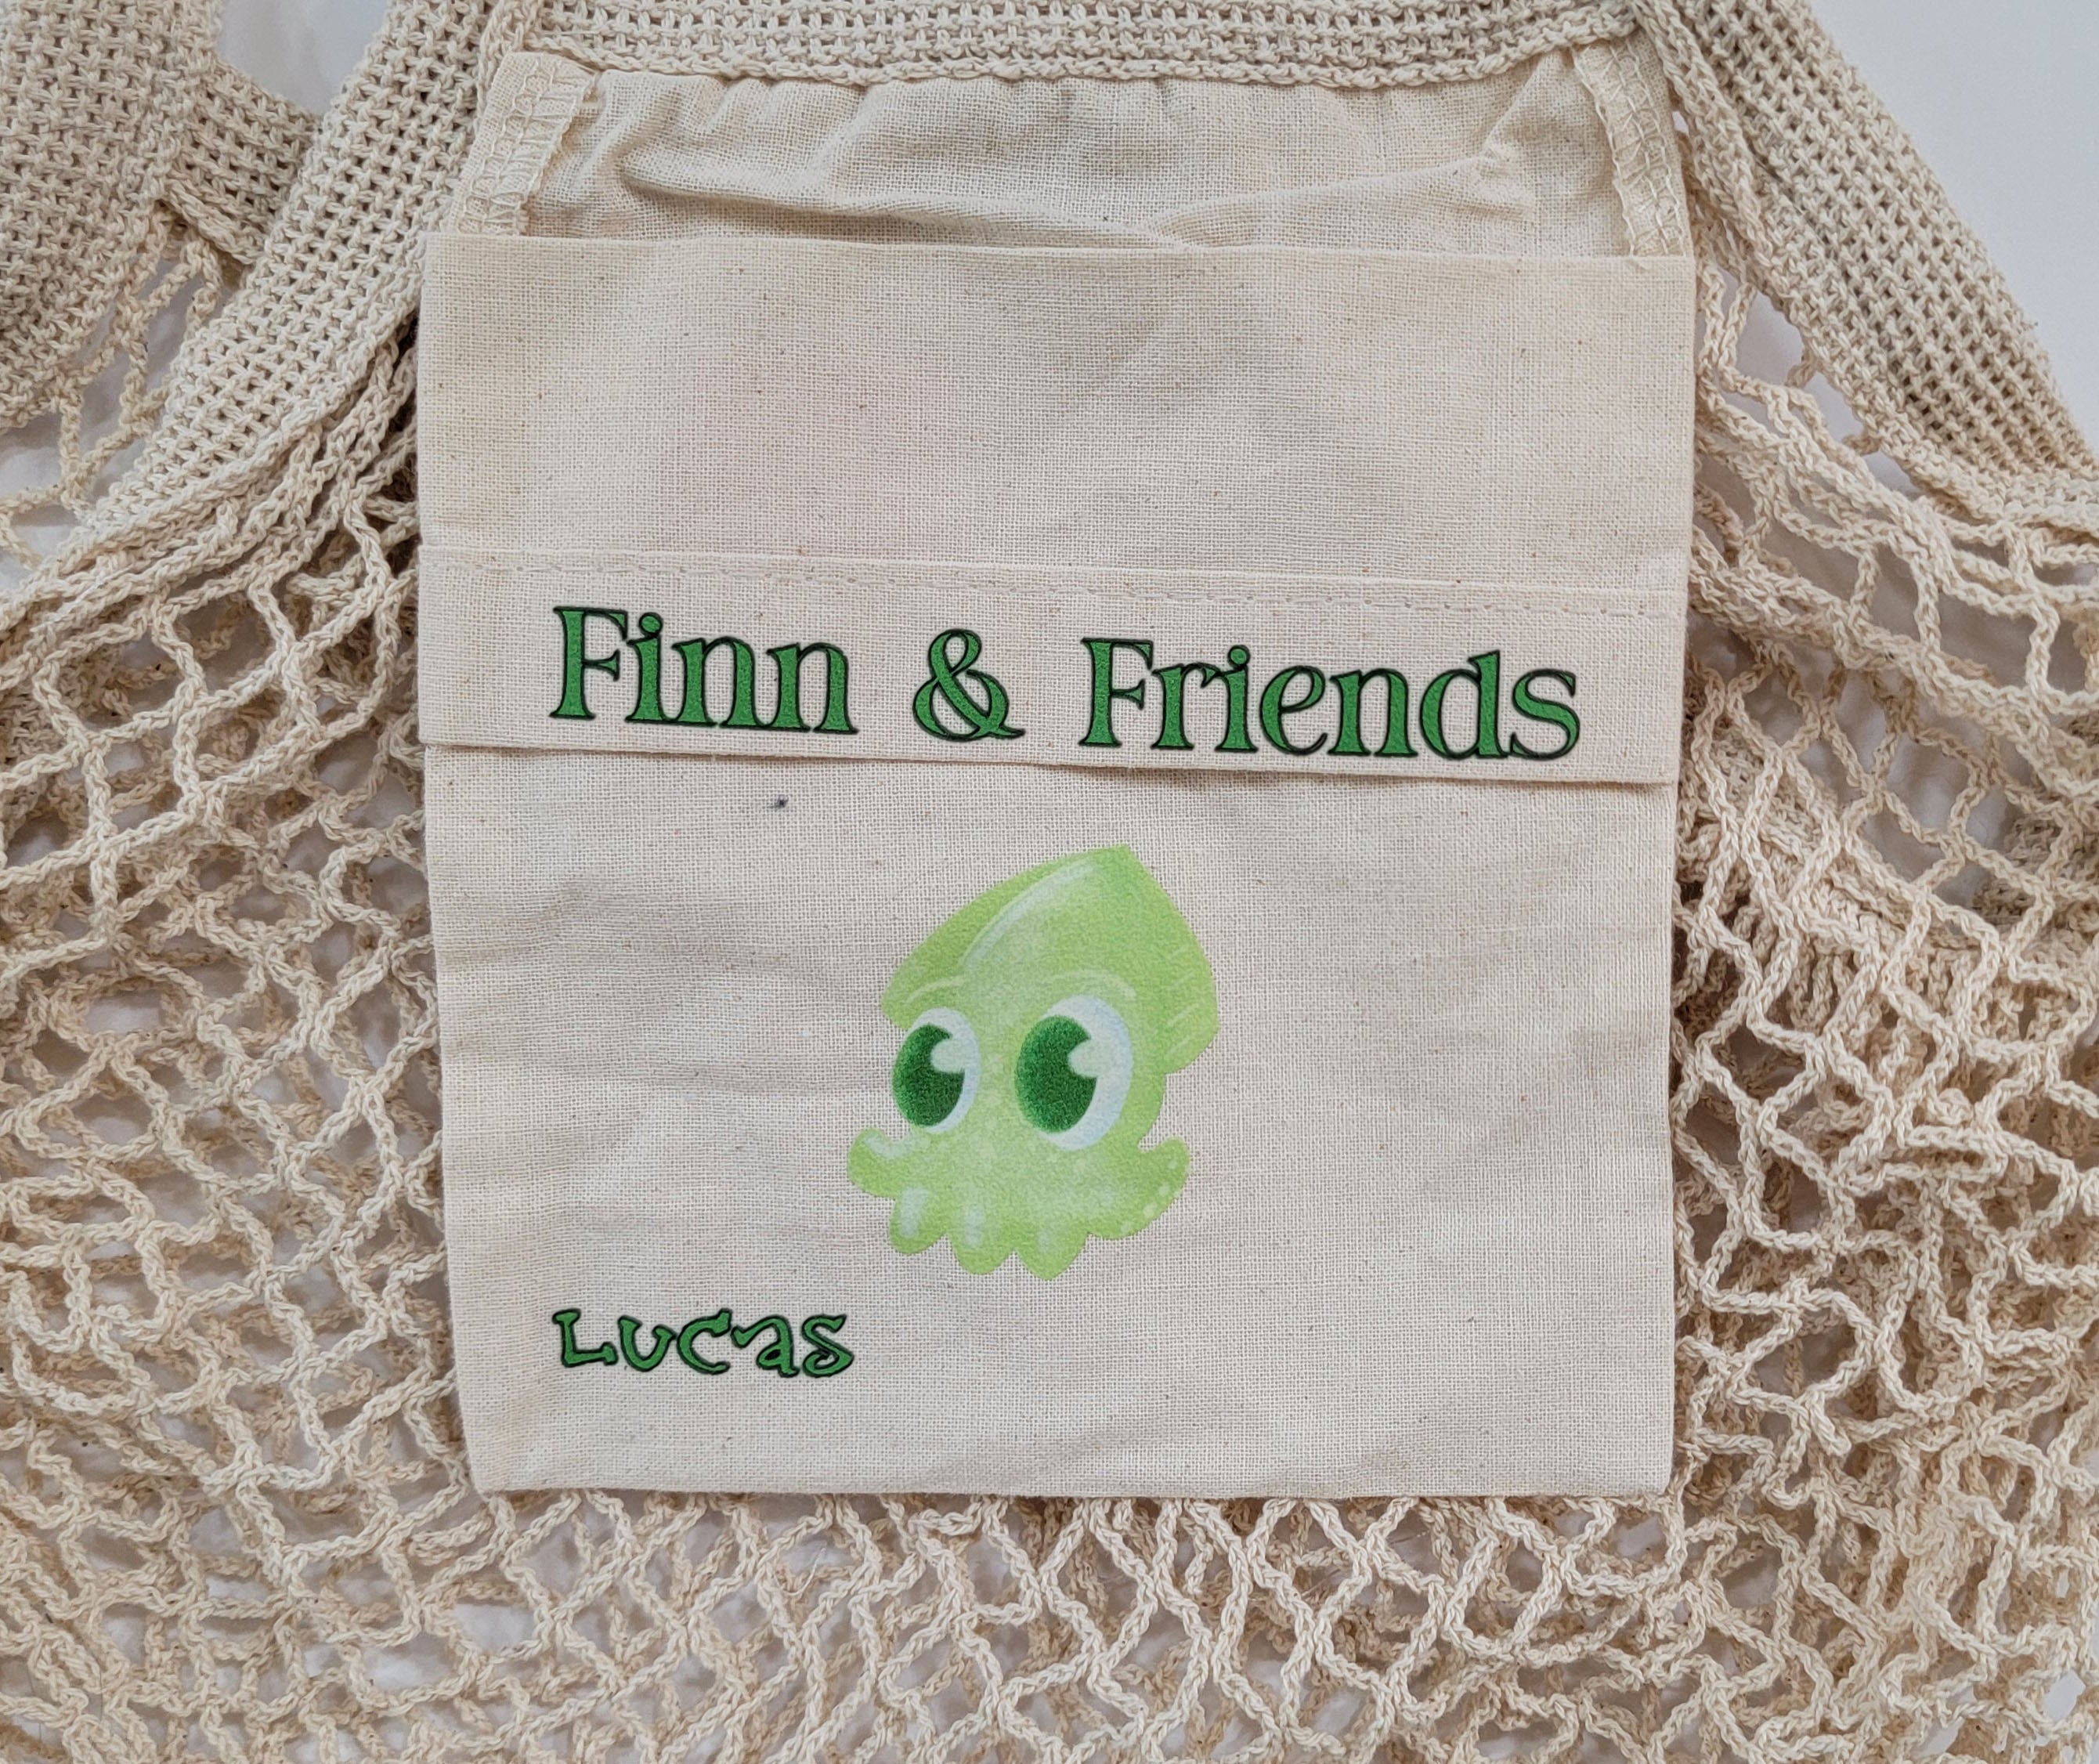 Finn & Friends
Lucas